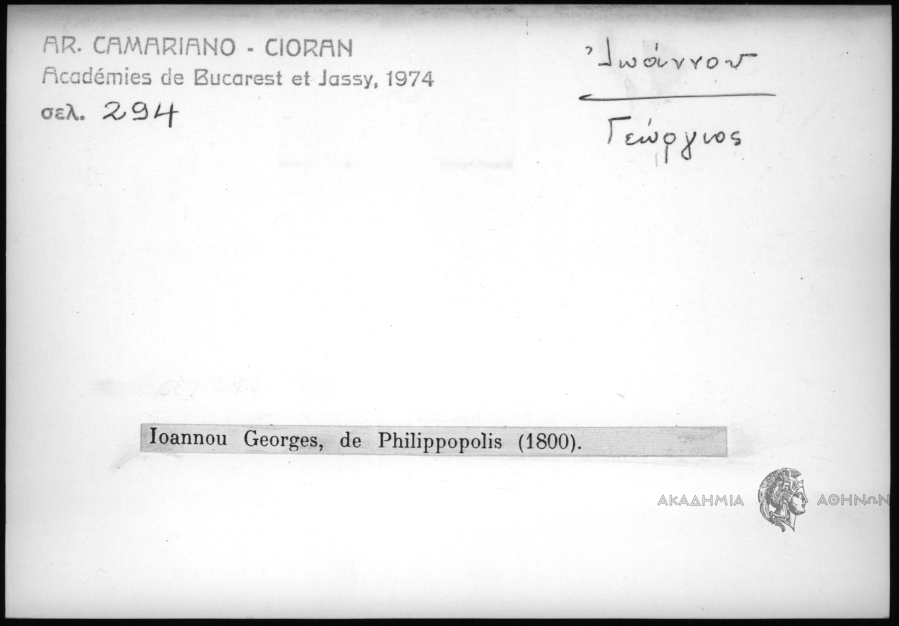 AR. CAMARIANO - CIORAN
Académies de Bucarest et Jassy, 1974
σελ. 294
Ἰωάννου
Γεώργιος
Ioannou Georges, de Philippopolis (1800).
ΑΚΑΔΗΜΙΑ ΑΘΗΝΩΝ